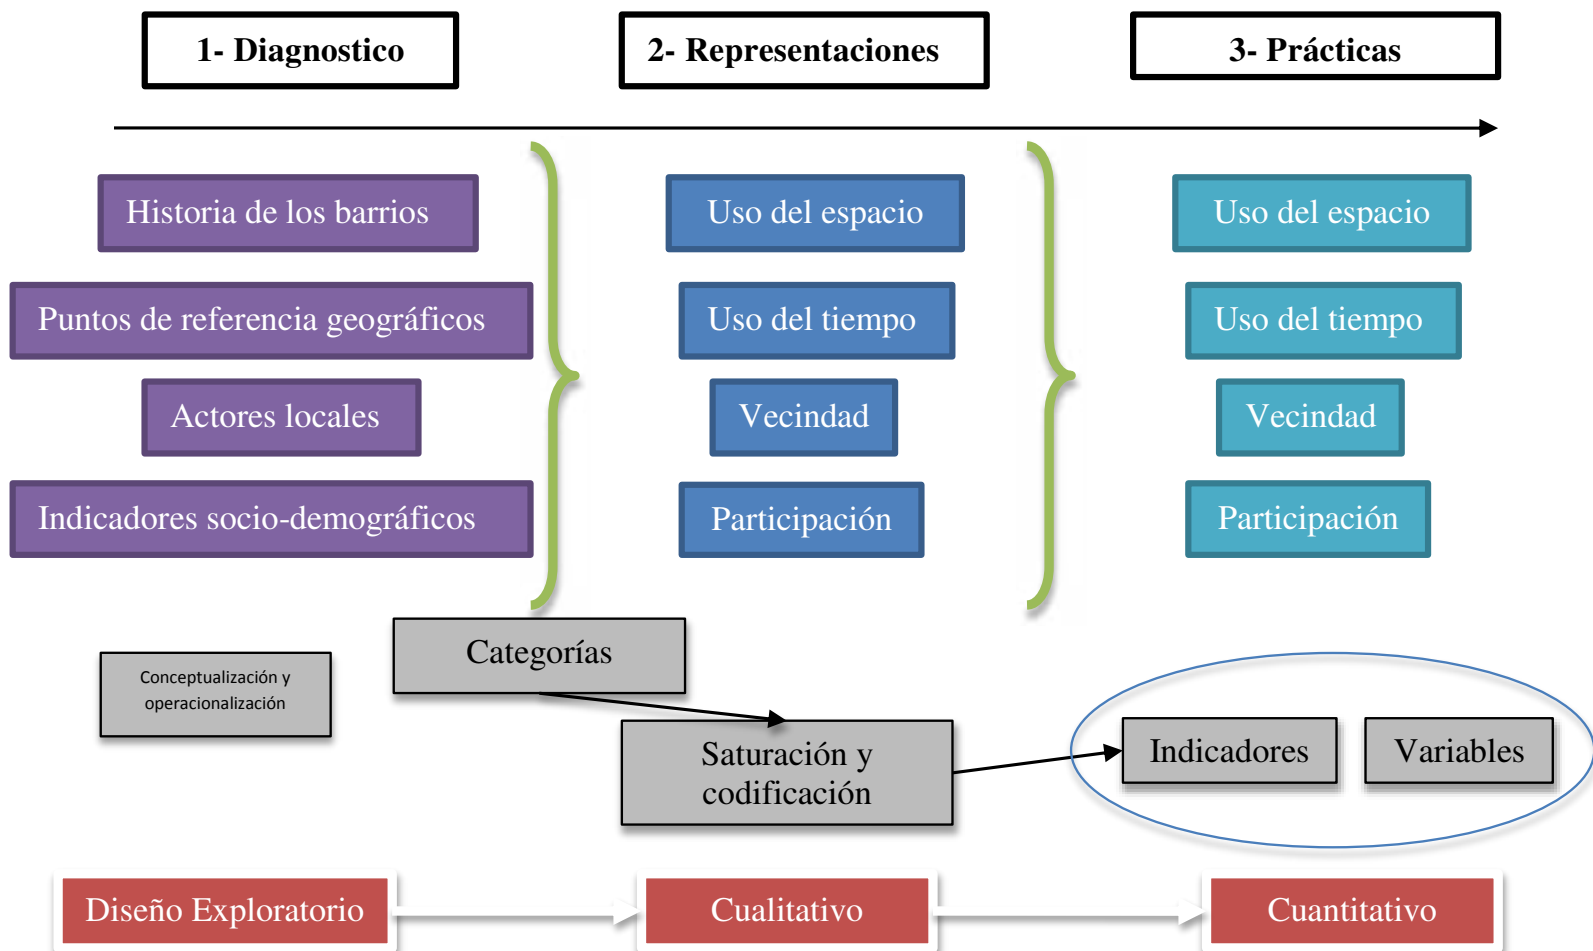 1- Diagnostico
2- Representaciones
3- Prácticas
Historia de los barrios
Uso del espacio
Uso del espacio
Puntos de referencia geográficos
Uso del tiempo
Uso del tiempo
Actores locales
Vecindad
Vecindad
Indicadores socio-demográficos
Participación
Participación
Categorías
Conceptualización y
operacionalización
Saturación y
codificación
Indicadores
Variables
Diseño Exploratorio
Cualitativo
Cuantitativo